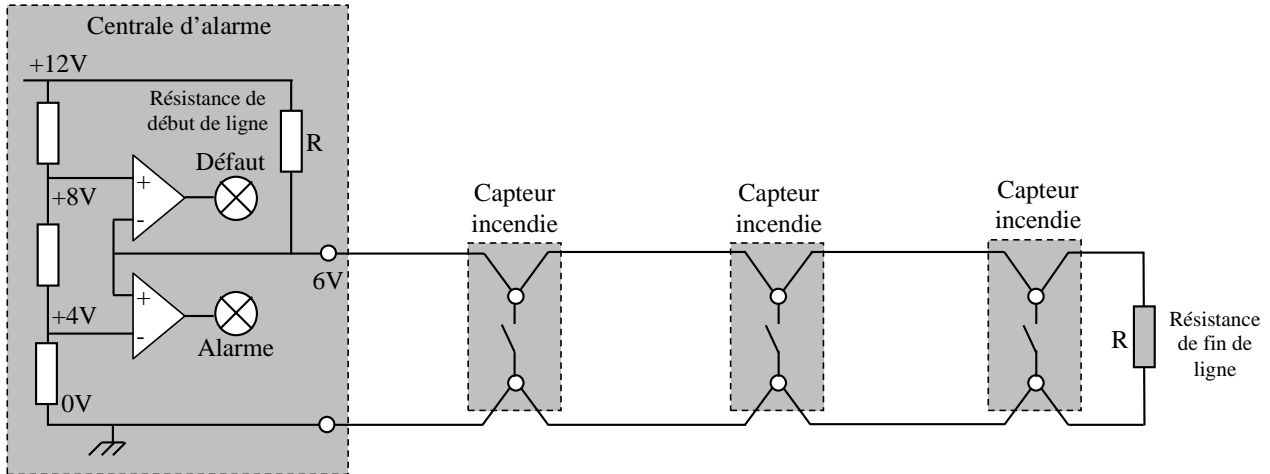 Centrale d’alarme
+12V
Résistance de
début de ligne
R
Défaut
+
-
+8V
6V
+
-
+4V
Alarme
0V
Capteur
incendie
Capteur
incendie
Capteur
incendie
R
Résistance
de fin de
ligne